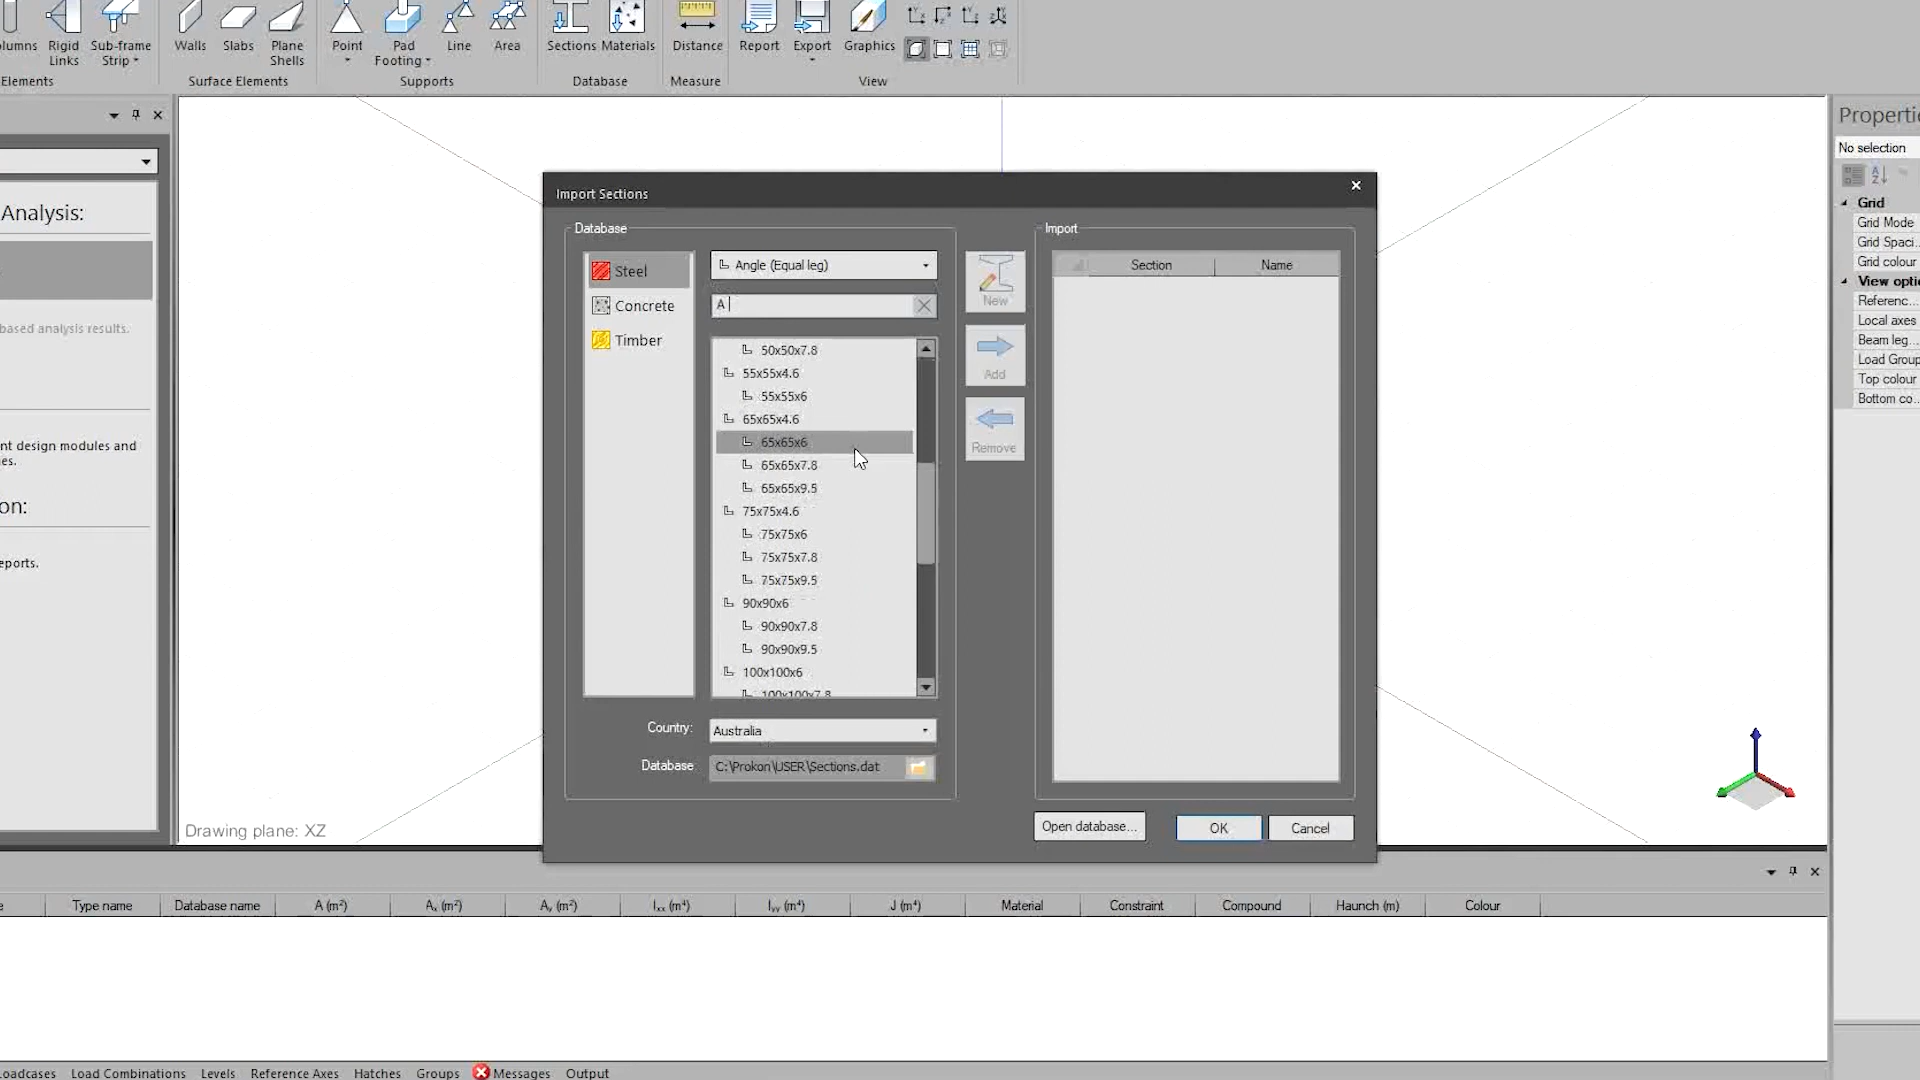 lumns
Rigid Links
Sub-frame Strip
Walls
Slabs
Plane Shells
Point
Pad Footing
Line
Area
Sections
Materials
Distance
Report
Export
Graphics
Elements
Surface Elements
Supports
Database
Measure
View
Analysis:
based analysis results.
nt design modules and
es.
on:
eports.
Import Sections
Database
Steel
Concrete
Timber
Angle (Equal leg)
A
50x50x7.8
55x55x4.6
55x55x6
65x65x4.6
65x65x6
65x65x7.8
65x65x9.5
75x75x4.6
75x75x6
75x75x7.8
75x75x9.5
90x90x6
90x90x7.8
90x90x9.5
100x100x6
100x100x7.8
Country:
Australia
Database
C:\Prokon\USER\Sections.dat
New
Add
Remove
Import
Section
Name
Open database...
OK
Cancel
Drawing plane: XZ
Properti
No selection
Grid
Grid Mode
Grid Spaci...
Grid colour
View opti
Referenc...
Local axes
Beam leg...
Load Group
Top colour
Bottom co...
e
Type name
Database name
A (m²)
Aₓ (m²)
Aᵧ (m²)
Iₓₓ (m⁴)
Iᵧᵧ (m⁴)
J (m⁴)
Material
Constraint
Compound
Haunch (m)
Colour
oadcases
Load Combinations
Levels
Reference Axes
Hatches
Groups
Messages
Output